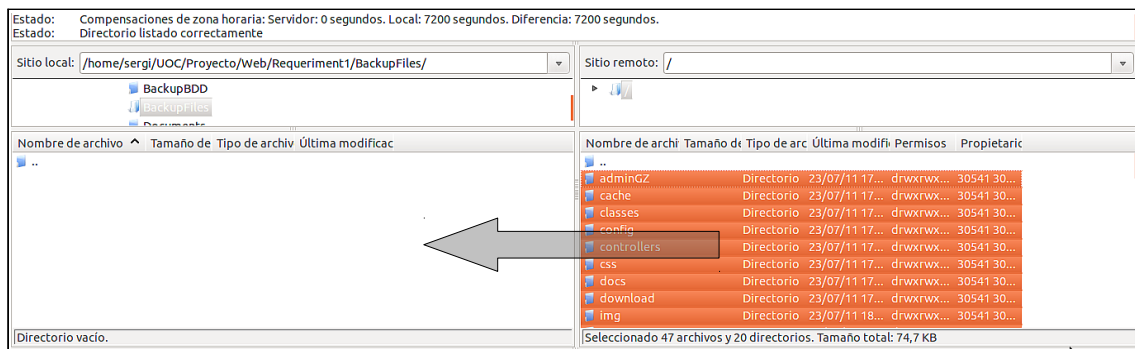 Estado: Compensaciones de zona horaria: Servidor: 0 segundos. Local: 7200 segundos. Diferencia: 7200 segundos.
Estado: Directorio listado correctamente
Sitio local: /home/sergi/UOC/Proyecto/Web/Requeriment1/BackupFiles/
BackupBDD
BackupFiles
Documents
Nombre de archivo Tamaño de Tipo de archiv Última modificac
..
Directorio vacío.
Sitio remoto: /
/
Nombre de archi Tamaño de Tipo de arc Última modifi Permisos Propietaric
..
adminGZ Directorio 23/07/11 17... drwxrwx... 30541 30...
cache Directorio 23/07/11 17... drwxrwx... 30541 30...
classes Directorio 23/07/11 17... drwxrwx... 30541 30...
config Directorio 23/07/11 17... drwxrwx... 30541 30...
controllers Directorio 23/07/11 17... drwxrwx... 30541 30...
css Directorio 23/07/11 17... drwxrwx... 30541 30...
docs Directorio 23/07/11 17... drwxrwx... 30541 30...
download Directorio 23/07/11 17... drwxrwx... 30541 30...
img Directorio 23/07/11 18... drwxrwx... 30541 30...
Seleccionado 47 archivos y 20 directorios. Tamaño total: 74,7 KB